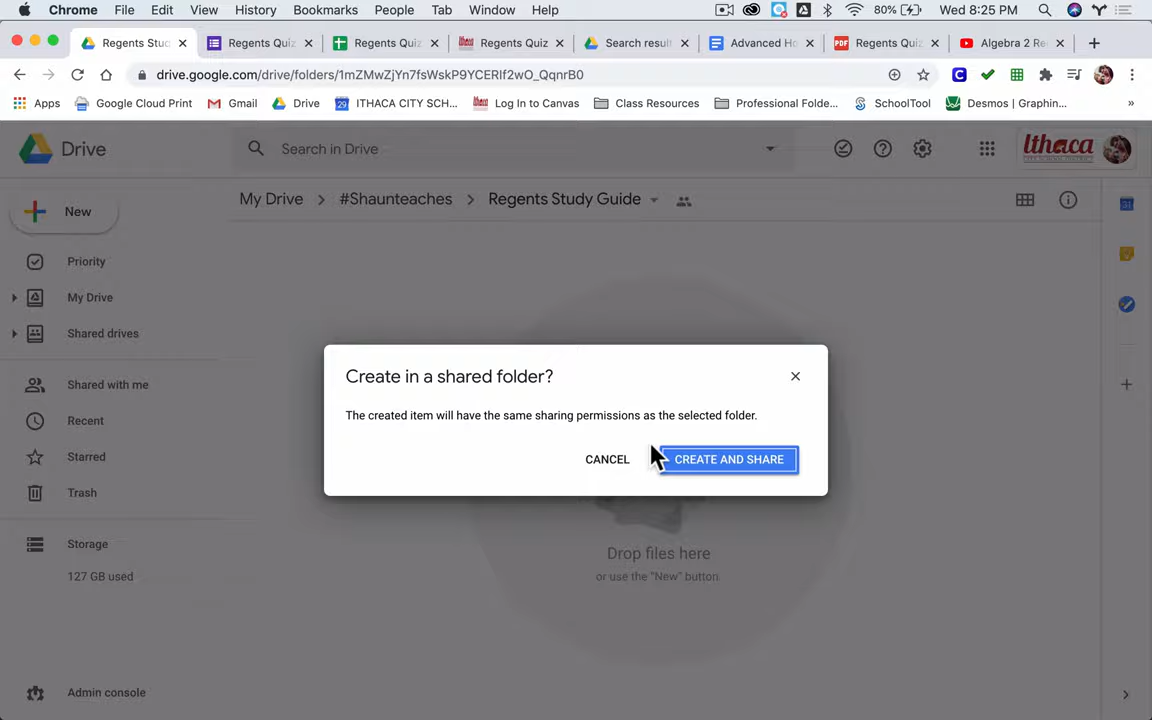 Chrome File Edit View History Bookmarks People Tab Window Help 80% Wed 8:25 PM
Regents Stud Regents Quiz Regents Quiz Regents Quiz Search result Advanced Ho Regents Quiz Algebra 2 Re
drive.google.com/drive/folders/1mZMwZjYn7fsWskP9YCERIf2wO_QqnrB0
Apps Google Cloud Print Gmail Drive ITHACA CITY SCH... Log In to Canvas Class Resources Professional Folde... SchoolTool Desmos | Graphin... »
Drive Search in Drive Ithaca
My Drive > #Shaunteaches > Regents Study Guide
New
Priority
My Drive
Shared drives
Create in a shared folder?
Shared with me
The created item will have the same sharing permissions as the selected folder.
Recent
CANCEL CREATE AND SHARE
Starred
Trash
Storage
Drop files here
127 GB used or use the "New" button.
Admin console